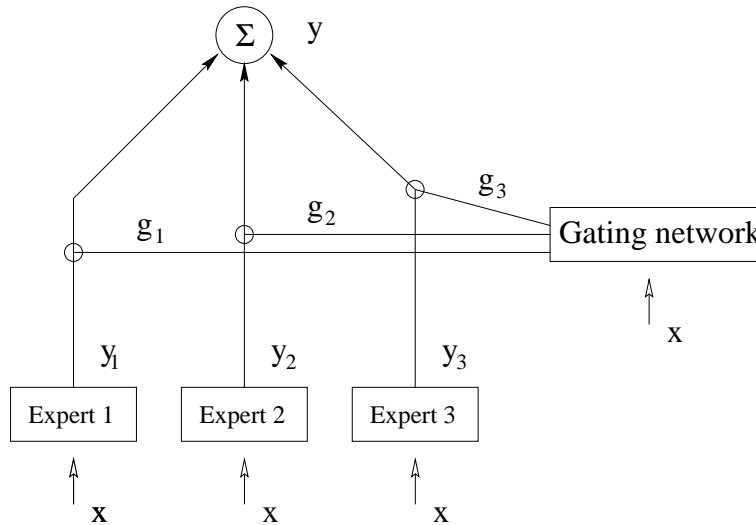 Σ y
g₃
g₁ g₂ Gating network
x
y₁ y₂ y₃
Expert 1 Expert 2 Expert 3
x x x